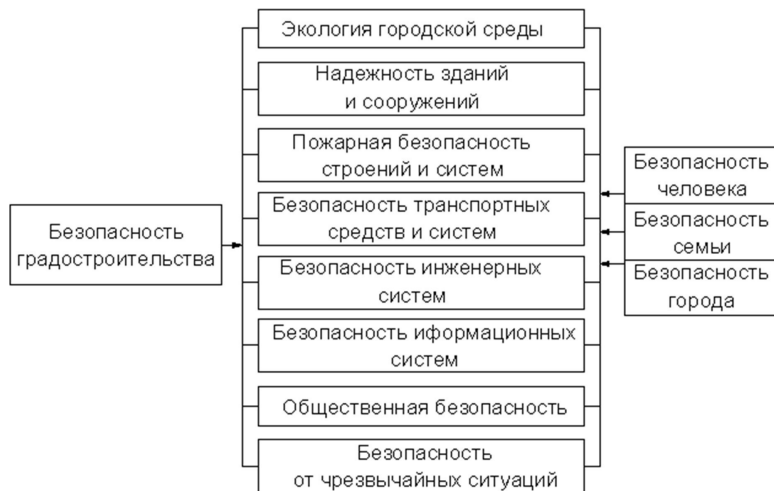 Экология городской среды
Надежность зданий
и сооружений
Пожарная безопасность
строений и систем
Безопасность транспортных
средств и систем
Безопасность инженерных
систем
Безопасность иформационных
систем
Общественная безопасность
Безопасность
от чрезвычайных ситуаций
Безопасность
градостроительства
Безопасность
человека
Безопасность
семьи
Безопасность
города